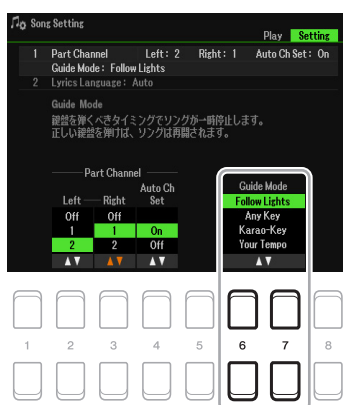 Song Setting
Play Setting
1 Part Channel Left: 2 Right: 1 Auto Ch Set: On
Guide Mode: Follow Lights
2 Lyrics Language: Auto
Guide Mode
鍵盤を弾くべきタイミングでソングが一時停止します。
正しい鍵盤を弾けば、ソングは再開されます。
Part Channel
Left Right Auto Ch Set
Off Off
1 1 On
2 2 Off
Guide Mode
Follow Lights
Any Key
Karao-Key
Your Tempo
1 2 3 4 5 6 7 8